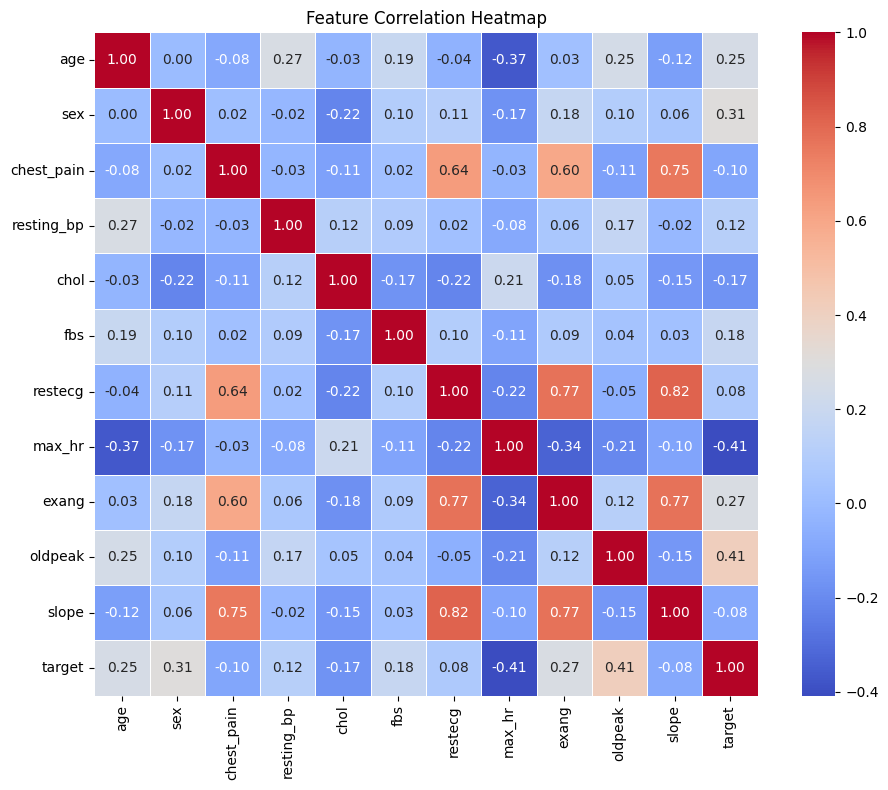 Feature Correlation Heatmap
age 1.00 0.00 -0.08 0.27 -0.03 0.19 -0.04 -0.37 0.03 0.25 -0.12 0.25
sex 0.00 1.00 0.02 -0.02 -0.22 0.10 0.11 -0.17 0.18 0.10 0.06 0.31
chest_pain -0.08 0.02 1.00 -0.03 -0.11 0.02 0.64 -0.03 0.60 -0.11 0.75 -0.10
resting_bp 0.27 -0.02 -0.03 1.00 0.12 0.09 0.02 -0.08 0.06 0.17 -0.02 0.12
chol -0.03 -0.22 -0.11 0.12 1.00 -0.17 -0.22 0.21 -0.18 0.05 -0.15 -0.17
fbs 0.19 0.10 0.02 0.09 -0.17 1.00 0.10 -0.11 0.09 0.04 0.03 0.18
restecg -0.04 0.11 0.64 0.02 -0.22 0.10 1.00 -0.22 0.77 -0.05 0.82 0.08
max_hr -0.37 -0.17 -0.03 -0.08 0.21 -0.11 -0.22 1.00 -0.34 -0.21 -0.10 -0.41
exang 0.03 0.18 0.60 0.06 -0.18 0.09 0.77 -0.34 1.00 0.12 0.77 0.27
oldpeak 0.25 0.10 -0.11 0.17 0.05 0.04 -0.05 -0.21 0.12 1.00 -0.15 0.41
slope -0.12 0.06 0.75 -0.02 -0.15 0.03 0.82 -0.10 0.77 -0.15 1.00 -0.08
target 0.25 0.31 -0.10 0.12 -0.17 0.18 0.08 -0.41 0.27 0.41 -0.08 1.00
age sex chest_pain resting_bp chol fbs restecg max_hr exang oldpeak slope target
1.0
0.8
0.6
0.4
0.2
0.0
−0.2
−0.4